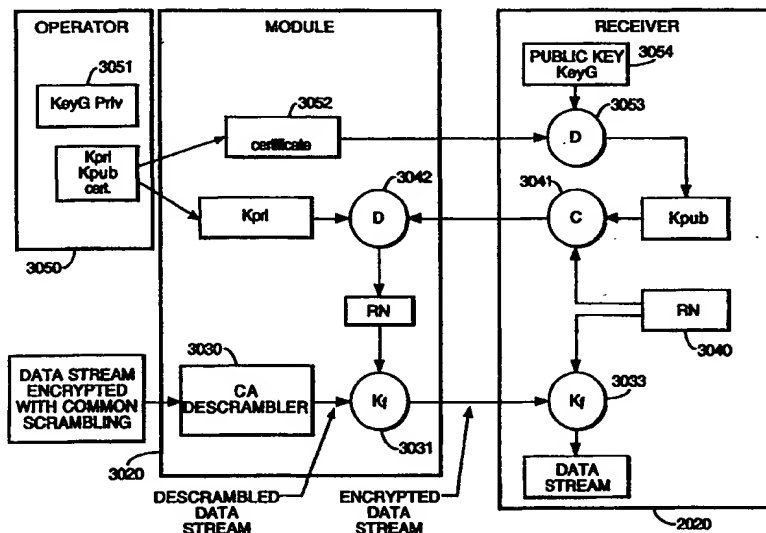 OPERATOR
3051
KeyG Priv
Kpri
Kpub
cert.
3050
MODULE
3052
certificate
3042
Kpri
D
RN
3030
CA
DESCRAMBLER
Kf
3031
3020
DATA STREAM
ENCRYPTED
WITH COMMON
SCRAMBLING
DESCRAMBLED
DATA
STREAM
ENCRYPTED
DATA
STREAM
RECEIVER
PUBLIC KEY
KeyG
3054
3053
D
3041
C
Kpub
RN
3040
3033
Kf
DATA
STREAM
2020